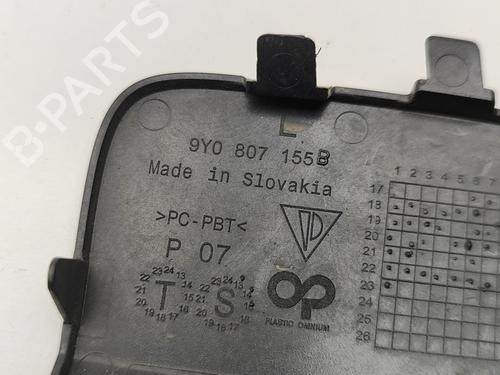 B-PARTS
L
9Y0 807 155B
Made in Slovakia
>PC-PBT<
P 07
T S
PLASTIC OMNIUM
1 2 3 4 5 6 7
17
18
19
20
21
22
23
24
25
26